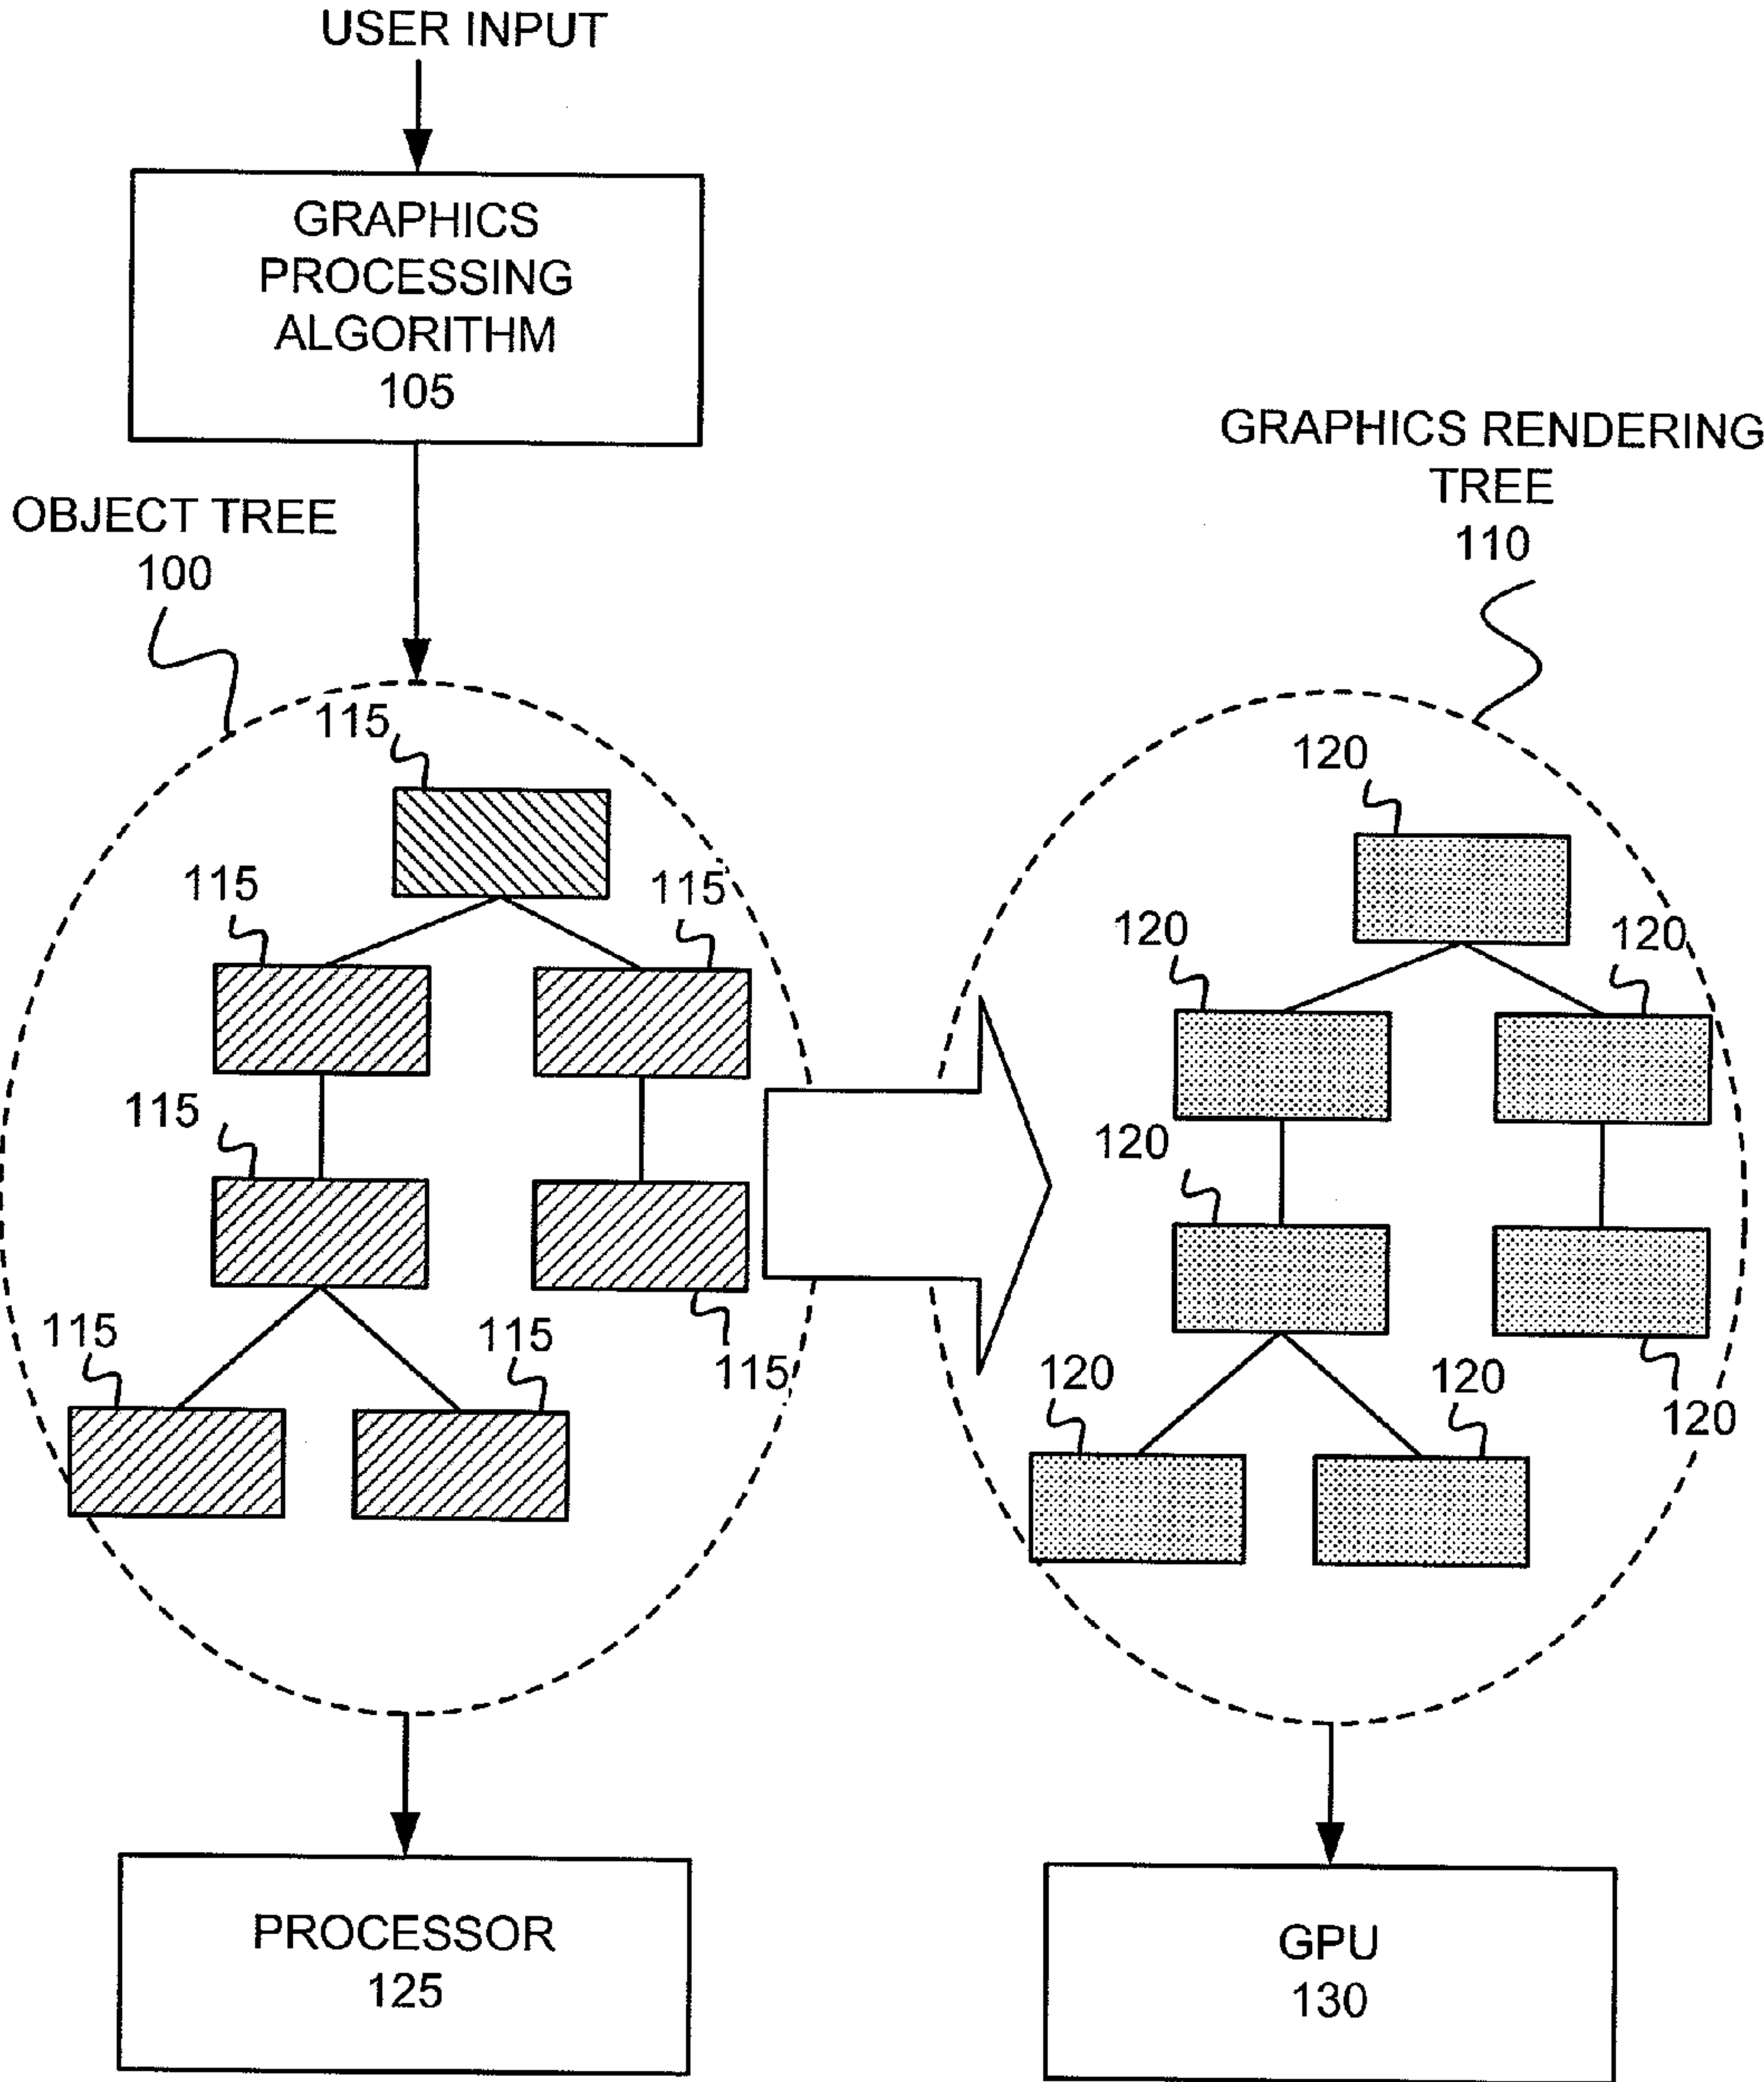 USER INPUT
GRAPHICS
PROCESSING
ALGORITHM
105
GRAPHICS RENDERING
TREE
110
OBJECT TREE
100
115
115
115
115
115
115
115
120
120
120
120
120
120
120
PROCESSOR
125
GPU
130